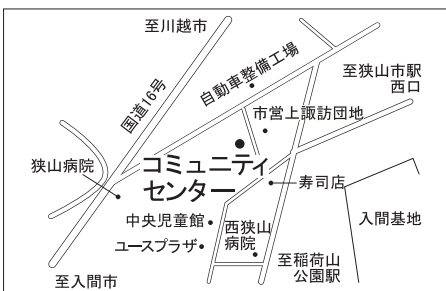 至川越市
国道16号
自動車整備工場
至狭山市駅
西口
市営上諏訪団地
狭山病院
コミュニティ
センター
寿司店
中央児童館
西狭山
病院
入間基地
ユースプラザ
至稲荷山
公園駅
至入間市